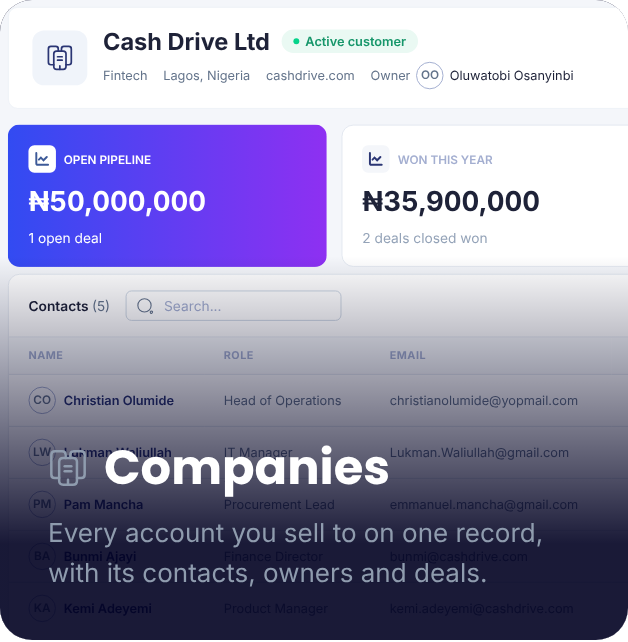 Cash Drive Ltd
Active customer
Fintech Lagos, Nigeria cashdrive.com Owner OO Oluwatobi Osanyinbi
OPEN PIPELINE
₦50,000,000
1 open deal
WON THIS YEAR
₦35,900,000
2 deals closed won
Contacts (5) Search...
NAME ROLE EMAIL
CO Christian Olumide Head of Operations christianolumide@yopmail.com
LW Lukman Waliullah IT Manager Lukman.Waliullah@gmail.com
Companies
PM Pam Mancha Procurement Lead emmanuel.mancha@gmail.com
Every account you sell to on one record,
BA Bunmi Ajayi Finance Director bunmi@cashdrive.com
with its contacts, owners and deals.
KA Kemi Adeyemi Product Manager kemi.adeyemi@cashdrive.com